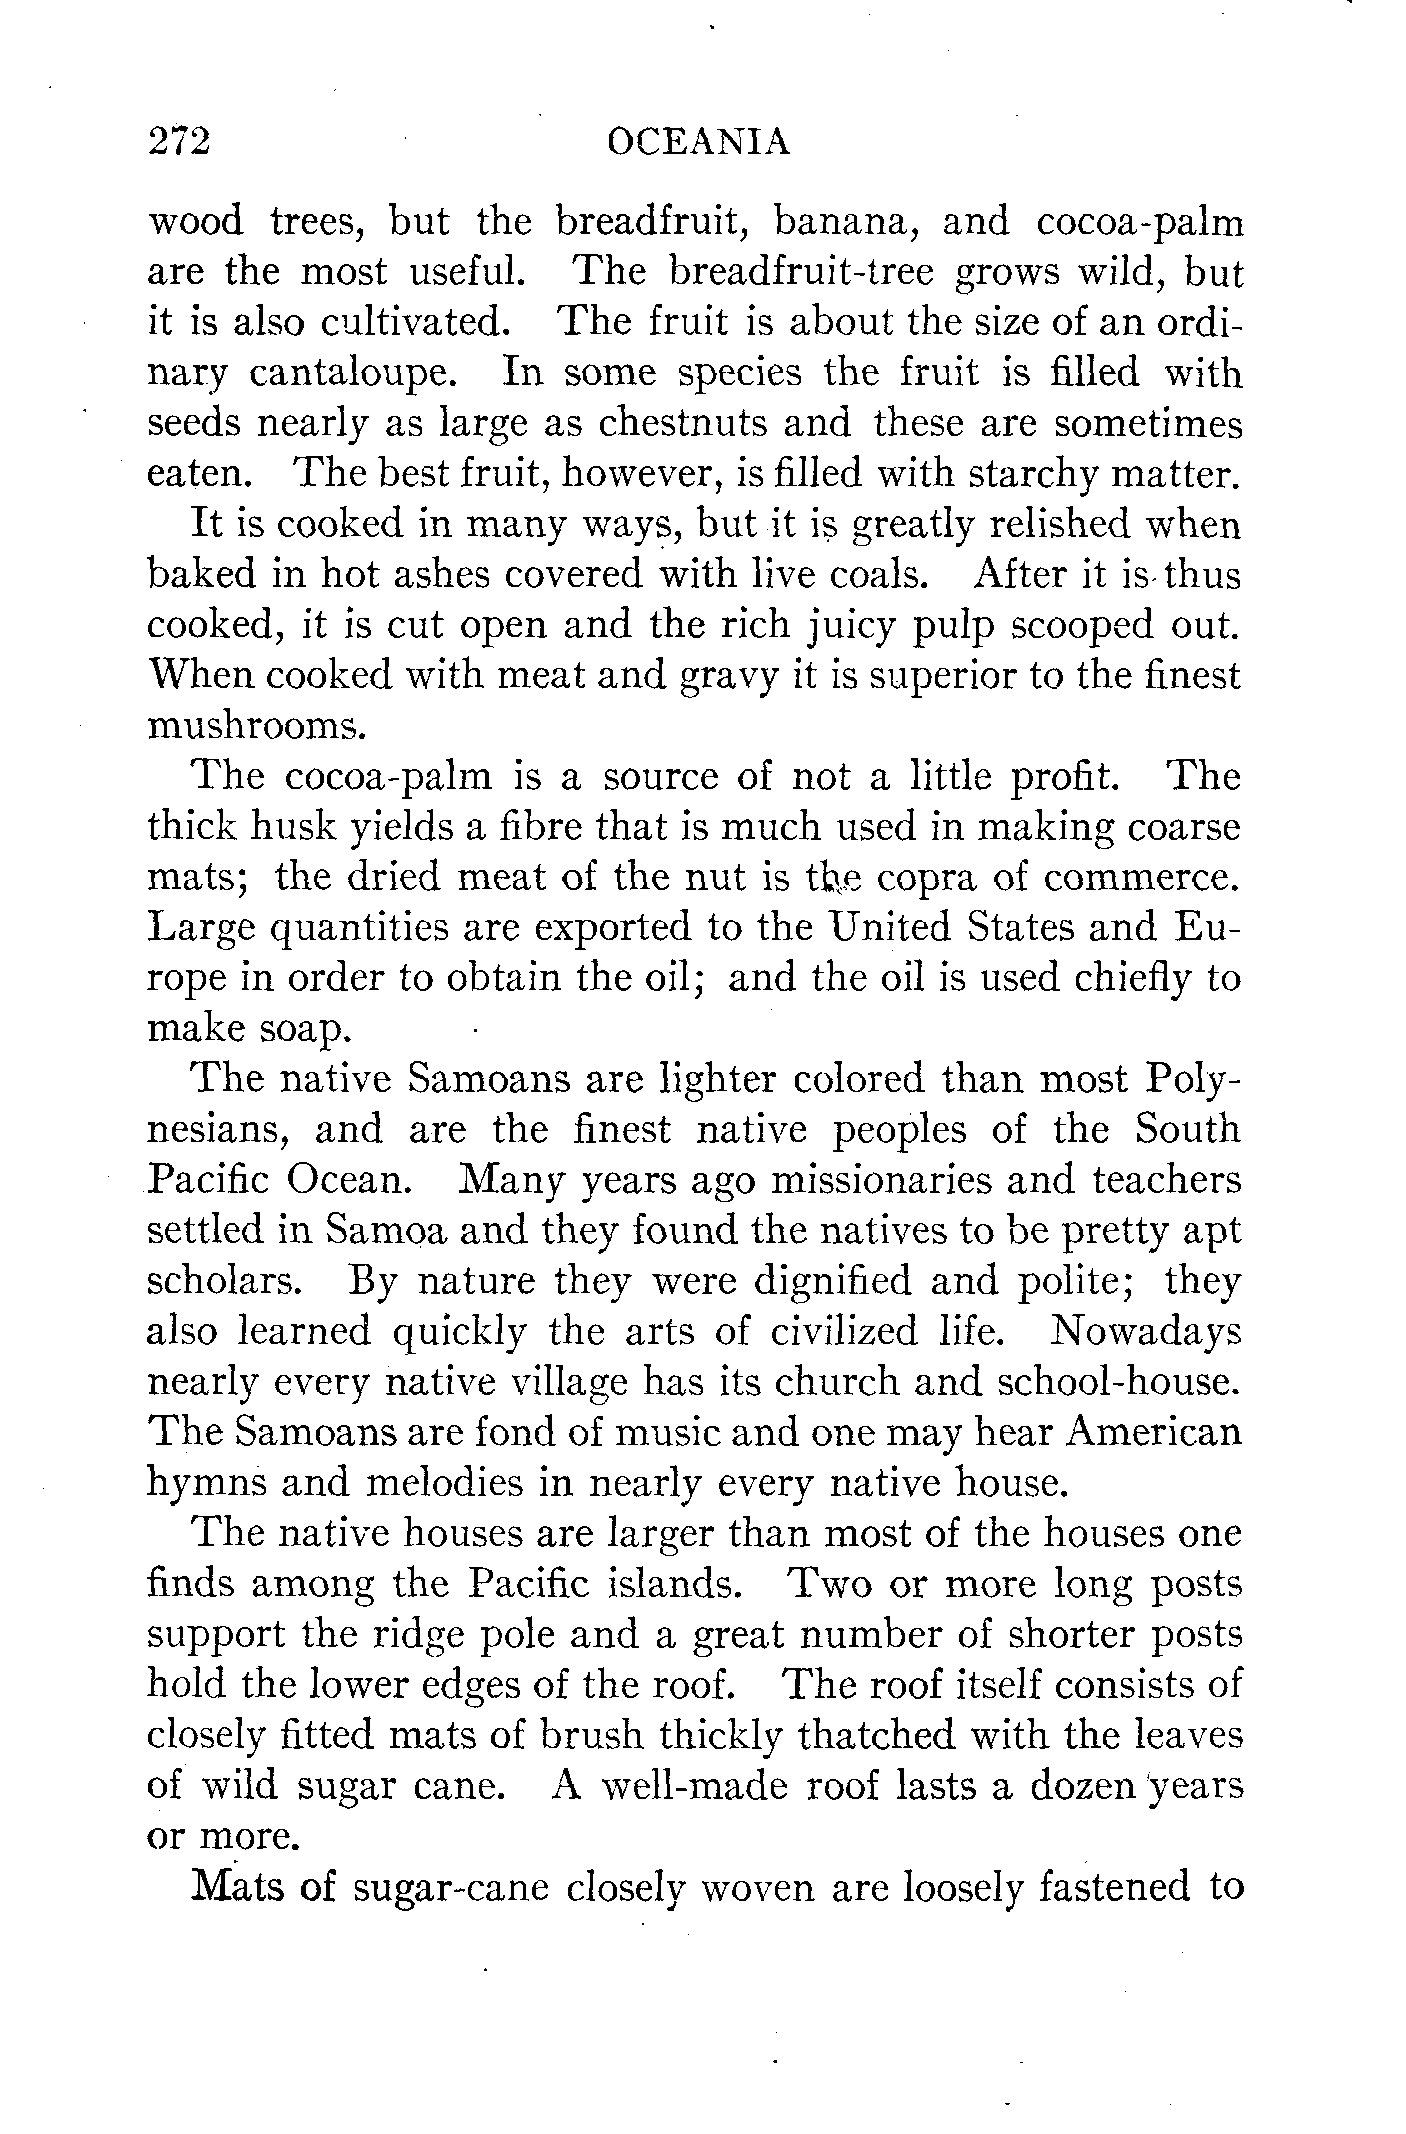 272 OCEANIA
wood trees, but the breadfruit, banana, and cocoa-palm
are the most useful. The breadfruit-tree grows wild, but
it is also cultivated. The fruit is about the size of an ordi-
nary cantaloupe. In some species the fruit is filled with
seeds nearly as large as chestnuts and these are sometimes
eaten. The best fruit, however, is filled with starchy matter.
It is cooked in many ways, but it is greatly relished when
baked in hot ashes covered with live coals. After it is thus
cooked, it is cut open and the rich juicy pulp scooped out.
When cooked with meat and gravy it is superior to the finest
mushrooms.
The cocoa-palm is a source of not a little profit. The
thick husk yields a fibre that is much used in making coarse
mats; the dried meat of the nut is the copra of commerce.
Large quantities are exported to the United States and Eu-
rope in order to obtain the oil; and the oil is used chiefly to
make soap.
The native Samoans are lighter colored than most Poly-
nesians, and are the finest native peoples of the South
Pacific Ocean. Many years ago missionaries and teachers
settled in Samoa and they found the natives to be pretty apt
scholars. By nature they were dignified and polite; they
also learned quickly the arts of civilized life. Nowadays
nearly every native village has its church and school-house.
The Samoans are fond of music and one may hear American
hymns and melodies in nearly every native house.
The native houses are larger than most of the houses one
finds among the Pacific islands. Two or more long posts
support the ridge pole and a great number of shorter posts
hold the lower edges of the roof. The roof itself consists of
closely fitted mats of brush thickly thatched with the leaves
of wild sugar cane. A well-made roof lasts a dozen years
or more.
Mats of sugar-cane closely woven are loosely fastened to